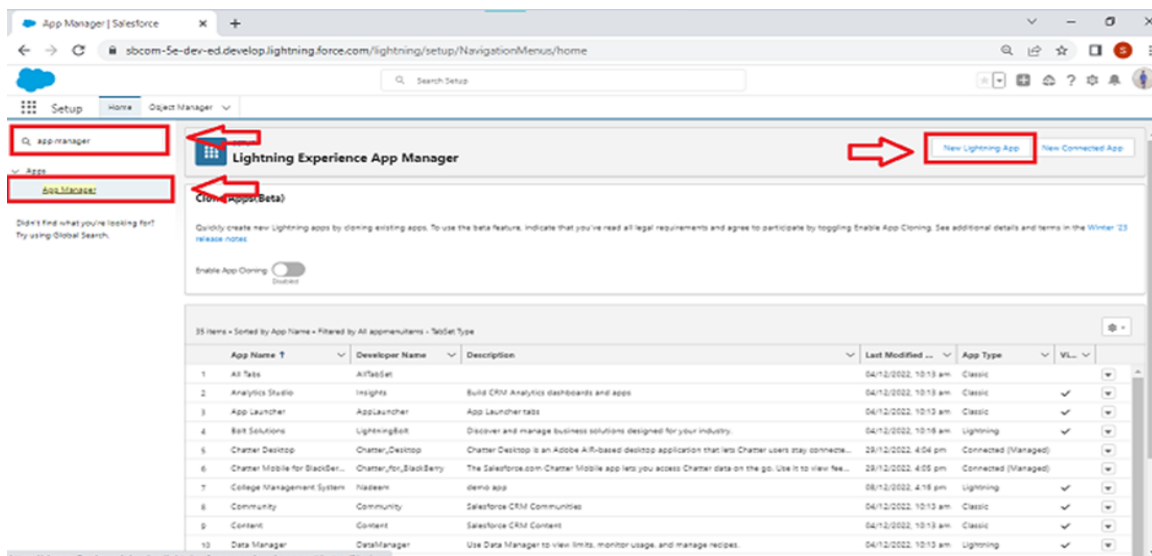 App Manager | Salesforce
sbcom-5e-dev-ed.develop.lightning.force.com/lightning/setup/NavigationMenus/home
S
Search Setup
Setup Home Object Manager
app manager
Apps
App Manager
Didn't find what you're looking for?
Try using Global Search.
Lightning Experience App Manager
New Lightning App New Connected App
Apps(Beta)
Quickly create new Lightning apps by cloning existing apps. To use the beta feature, indicate that you've read all legal requirements and agree to participate by toggling Enable App Cloning. See additional details and terms in the Winter '23
release notes
Enable App Cloning
Disabled
35 items • Sorted by App Name • Filtered by All appmenuitems - TabSet Type
App Name ↑ Developer Name Description Last Modified ... App Type Vi...
1 All Tabs AllTabSet 04/12/2022, 10:13 am Classic
2 Analytics Studio Insights Build CRM Analytics dashboards and apps 04/12/2022, 10:13 am Classic
3 App Launcher AppLauncher App Launcher tabs 04/12/2022, 10:13 am Classic
4 Bolt Solutions LightningBolt Discover and manage business solutions designed for your industry. 04/12/2022, 10:16 am Lightning
5 Chatter Desktop Chatter_Desktop Chatter Desktop is an Adobe AIR-based desktop application that lets Chatter users stay connecte... 29/12/2022, 4:04 pm Connected (Managed)
6 Chatter Mobile for BlackBer... Chatter_for_BlackBerry The Salesforce.com Chatter Mobile app lets you access Chatter data on the go. Use it to view fee... 29/12/2022, 4:05 pm Connected (Managed)
7 College Management System Nadeem demo app 08/12/2022, 4:16 pm Lightning
8 Community Community Salesforce CRM Communities 04/12/2022, 10:13 am Classic
9 Content Content Salesforce CRM Content 04/12/2022, 10:13 am Classic
10 Data Manager DataManager Use Data Manager to view limits, monitor usage, and manage recipes. 04/12/2022, 10:13 am Lightning